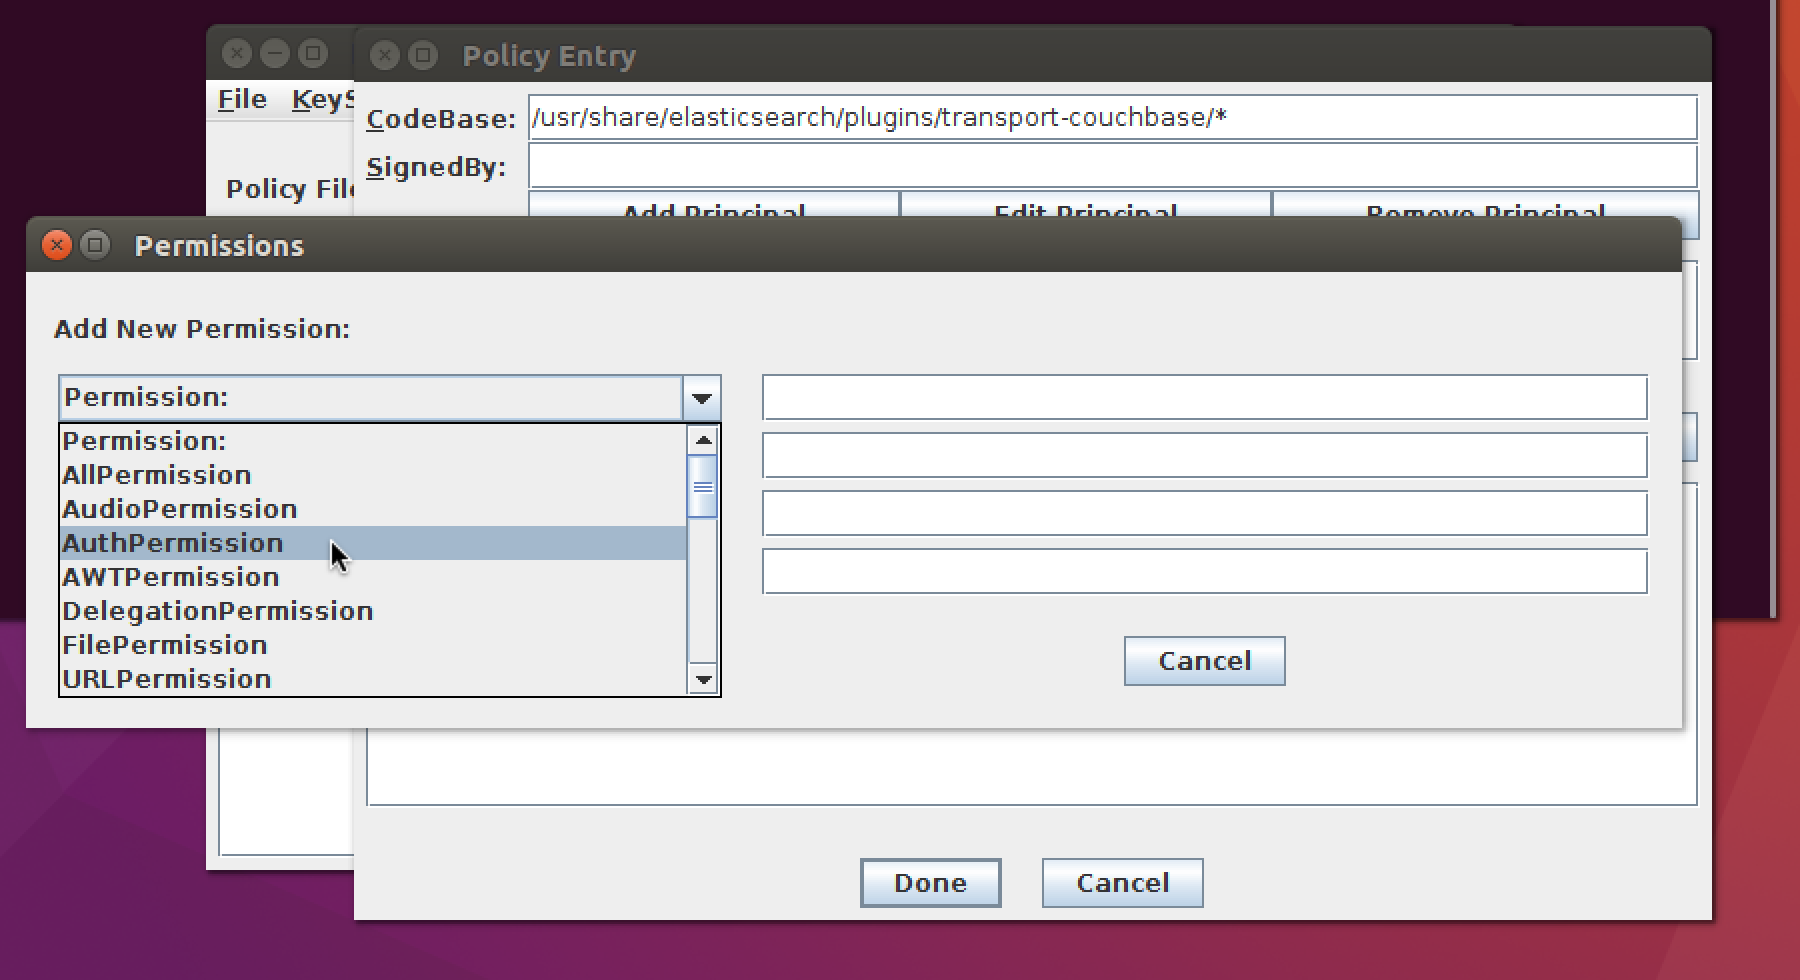 Policy Entry
File KeyS
CodeBase: /usr/share/elasticsearch/plugins/transport-couchbase/*
SignedBy:
Policy File
Add Principal Edit Principal Remove Principal
Permissions
Add New Permission:
Permission:
Permission:
AllPermission
AudioPermission
AuthPermission
AWTPermission
DelegationPermission
FilePermission
URLPermission
Cancel
Done Cancel